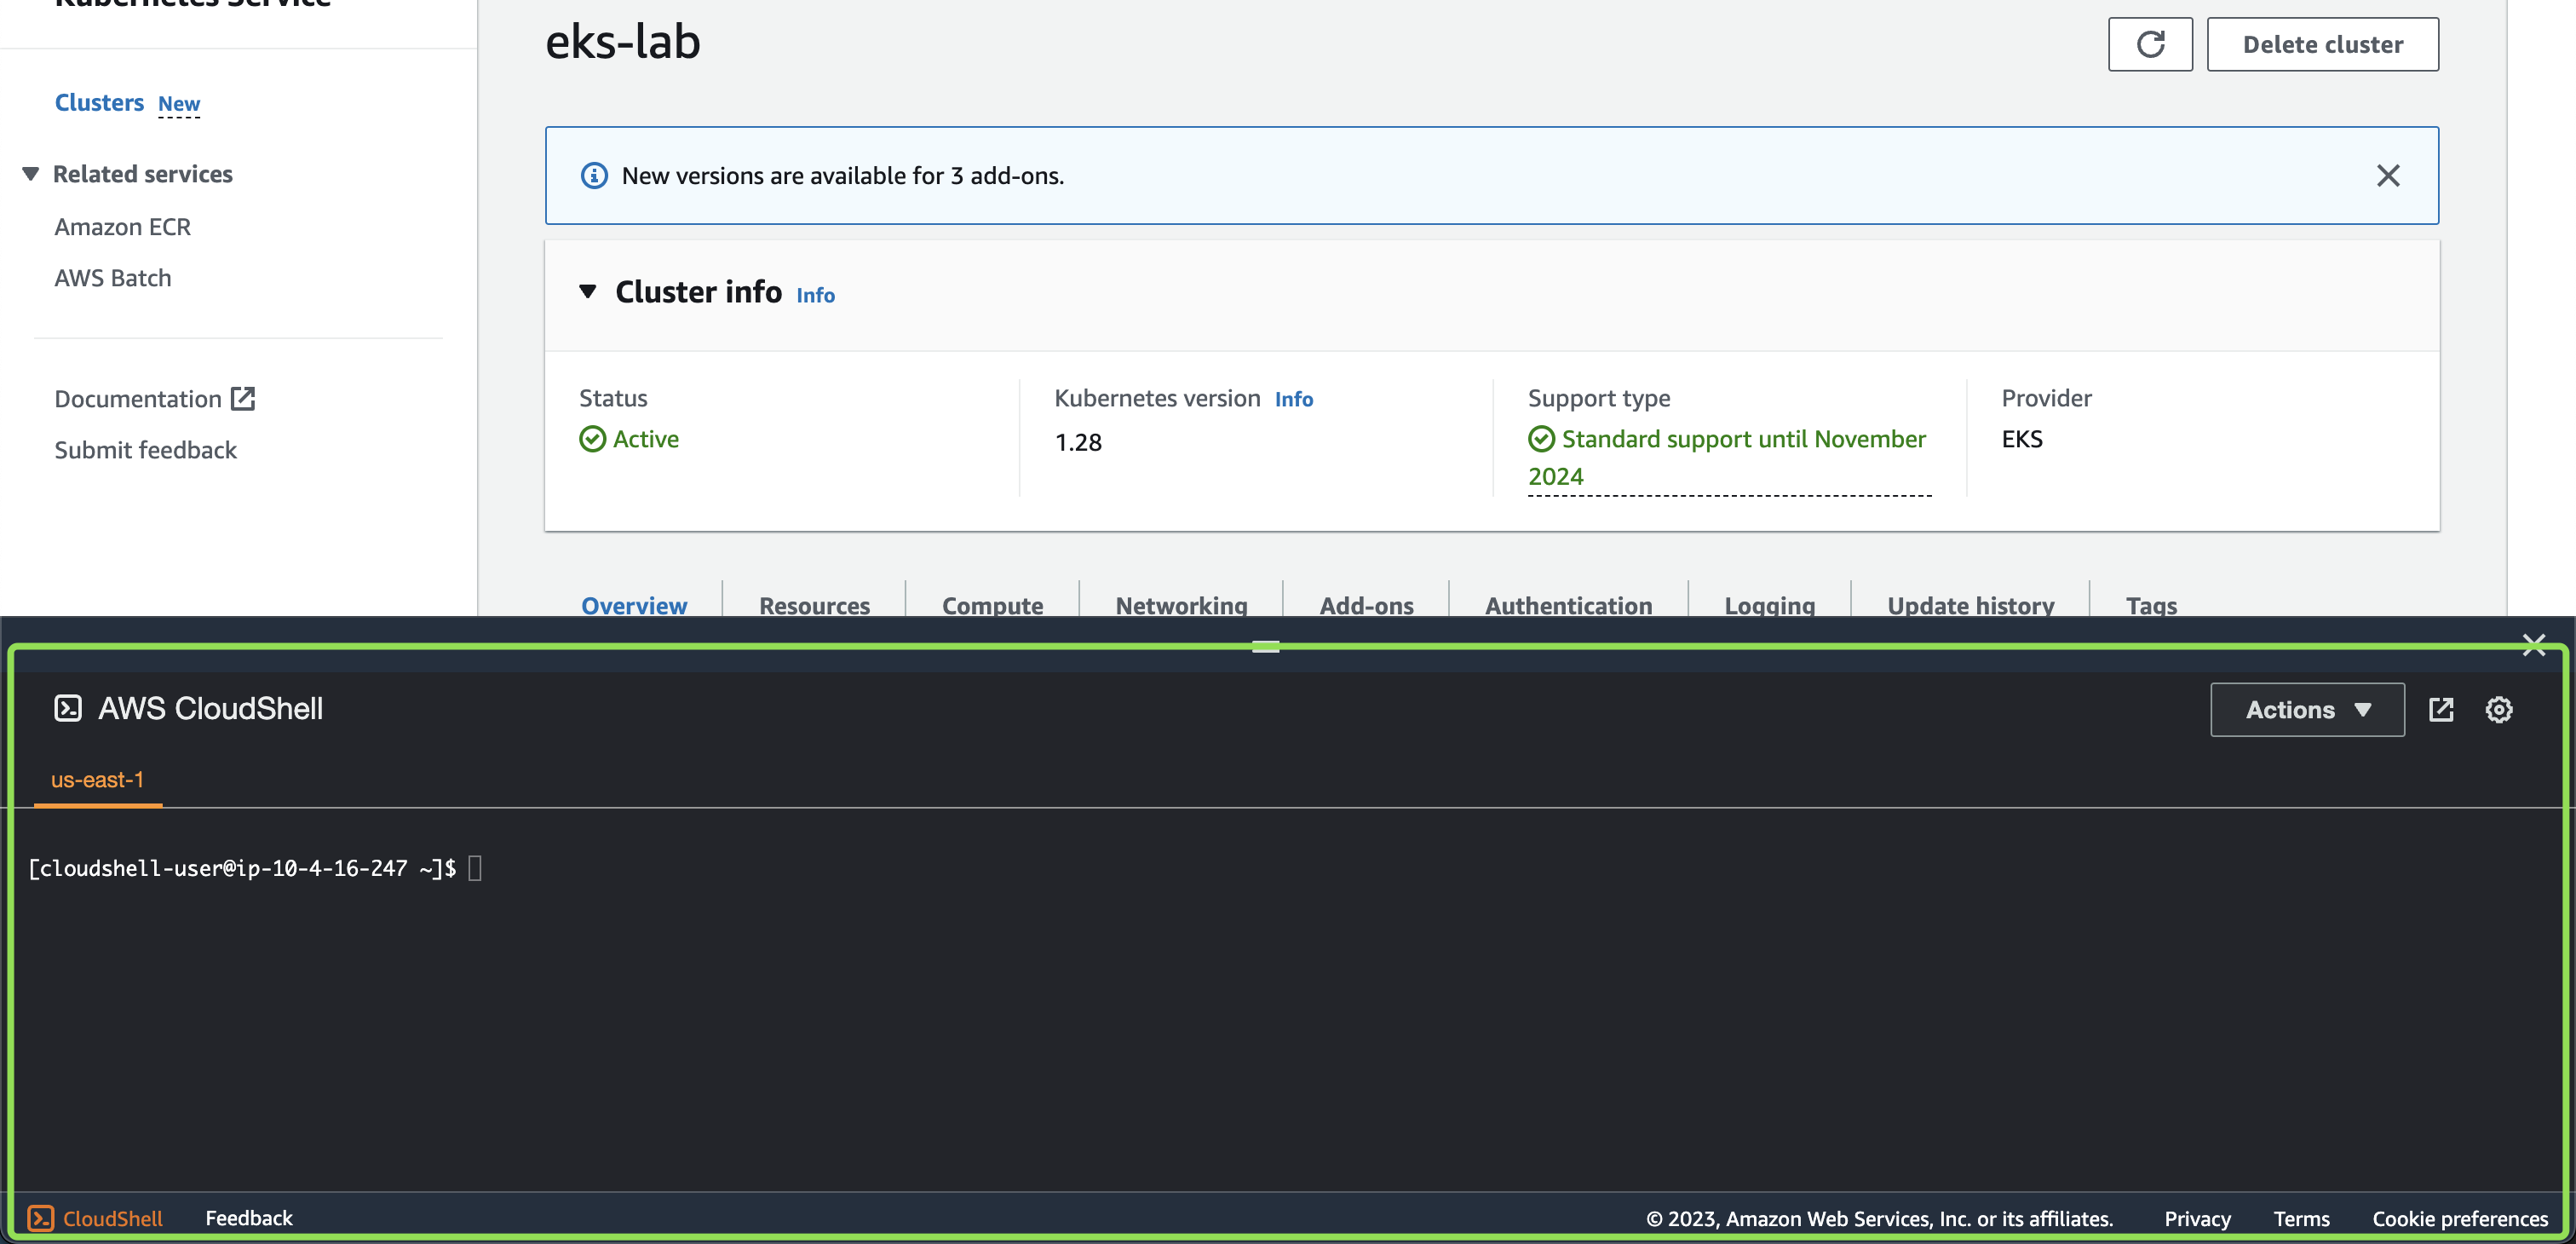 Kubernetes Service
eks-lab
Delete cluster
Clusters New
New versions are available for 3 add-ons.
Related services
Amazon ECR
AWS Batch
Cluster info Info
Documentation
Submit feedback
Status
Active
Kubernetes version Info
1.28
Support type
Standard support until November
2024
Provider
EKS
Overview
Resources
Compute
Networking
Add-ons
Authentication
Logging
Update history
Tags
AWS CloudShell
Actions
us-east-1
[cloudshell-user@ip-10-4-16-247 ~]$
CloudShell
Feedback
© 2023, Amazon Web Services, Inc. or its affiliates.
Privacy
Terms
Cookie preferences